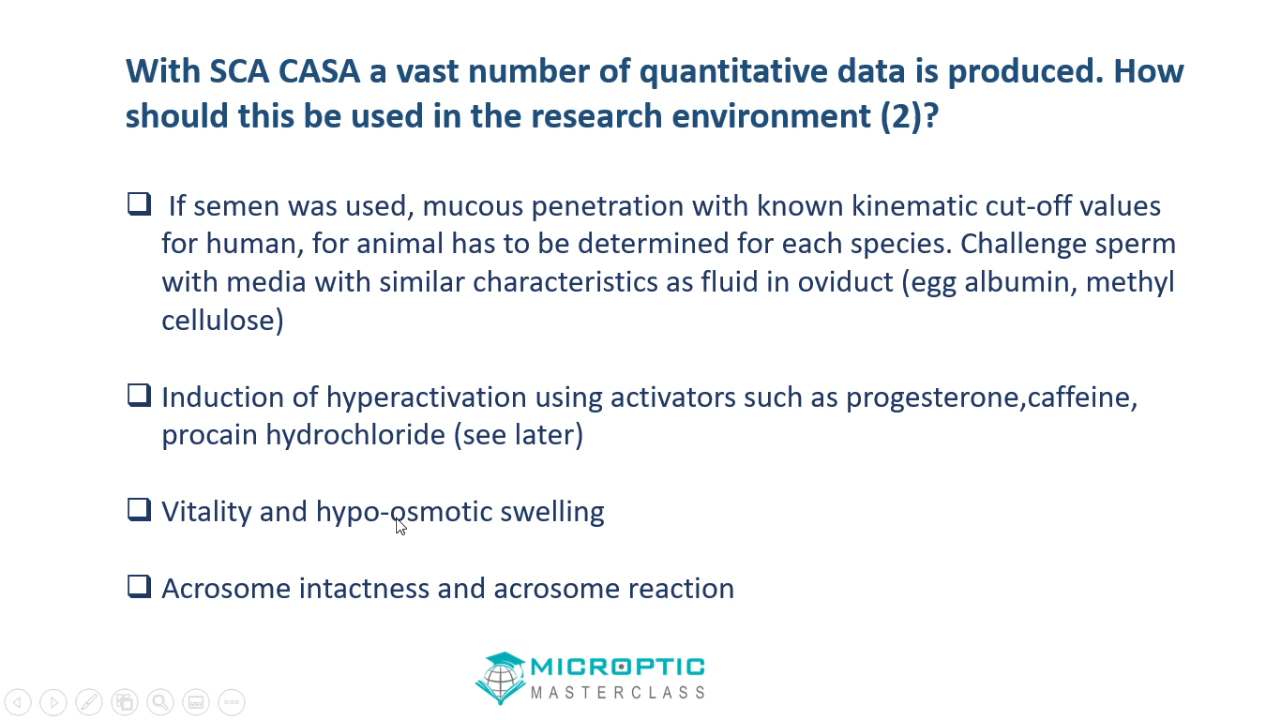 With SCA CASA a vast number of quantitative data is produced. How
should this be used in the research environment (2)?
If semen was used, mucous penetration with known kinematic cut-off values
for human, for animal has to be determined for each species. Challenge sperm
with media with similar characteristics as fluid in oviduct (egg albumin, methyl
cellulose)
Induction of hyperactivation using activators such as progesterone,caffeine,
procain hydrochloride (see later)
Vitality and hypo-osmotic swelling
Acrosome intactness and acrosome reaction
MICROPTIC
MASTERCLASS